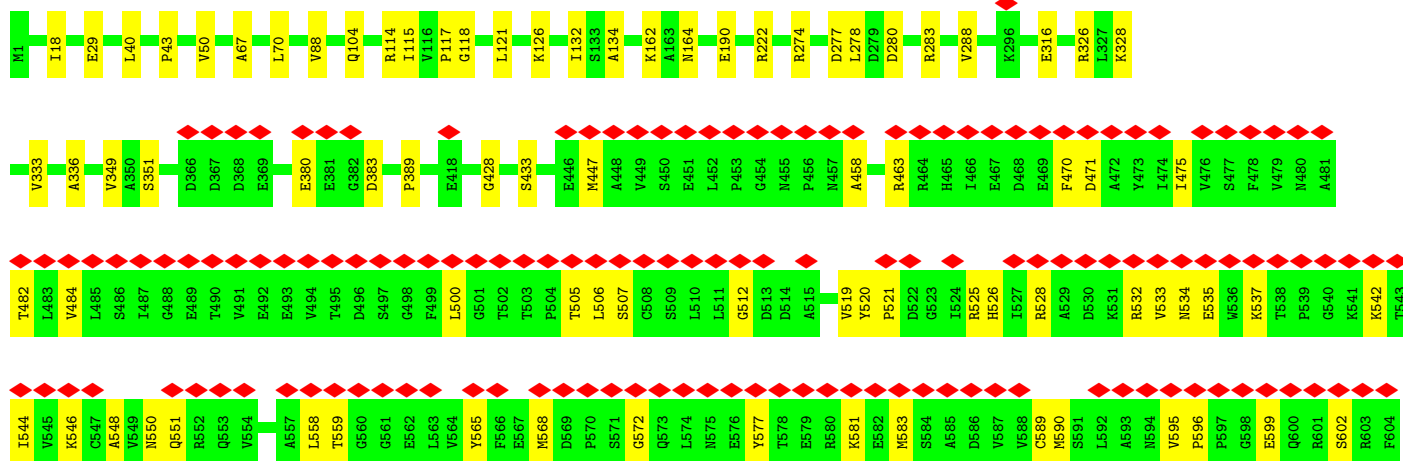 M1 I18 E29 L40 P43 V50 A67 L70 V88 Q104 R114 I115 V116 P117 G118 L121 K126 I132 S133 A134 K162 A163 N164 E190 R222 R274 D277 L278 D279 D280 R283 V288 K296 E316 R326 L327 K328
V333 A336 V349 A350 S351 D366 D367 D368 E369 E380 E381 G382 D383 P389 E418 G428 S433 E446 M447 A448 V449 S450 E451 L452 P453 G454 N455 P456 N457 A458 R463 R464 H465 I466 E467 D468 E469 F470 D471 A472 Y473 I474 I475 V476 S477 F478 V479 N480 A481
T482 L483 V484 L485 S486 I487 G488 E489 T490 V491 E492 E493 V494 T495 D496 S497 G498 F499 L500 G501 T502 T503 P504 T505 L506 S507 C508 S509 L510 L511 G512 D513 D514 A515 V519 Y520 P521 D522 G523 I524 R525 H526 I527 R528 A529 D530 K531 R532 V533 N534 E535 W536 K537 T538 P539 G540 K541 K542 T543
I544 V545 K546 C547 A548 V549 N550 Q551 R552 Q553 V554 A557 L558 T559 G560 G561 E562 L563 V564 Y565 F566 E567 M568 D569 P570 S571 G572 Q573 L574 N575 E576 Y577 T578 E579 R580 K581 E582 M583 S584 A585 D586 V587 V588 C589 M590 S591 L592 A593 N594 V595 P596 P597 G598 E599 Q600 R601 S602 R603 F604